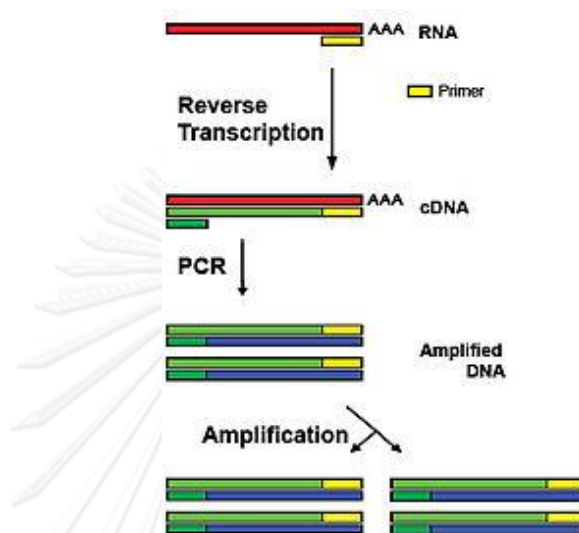 AAA RNA
Primer
Reverse
Transcription
AAA
cDNA
PCR
Amplified
DNA
Amplification